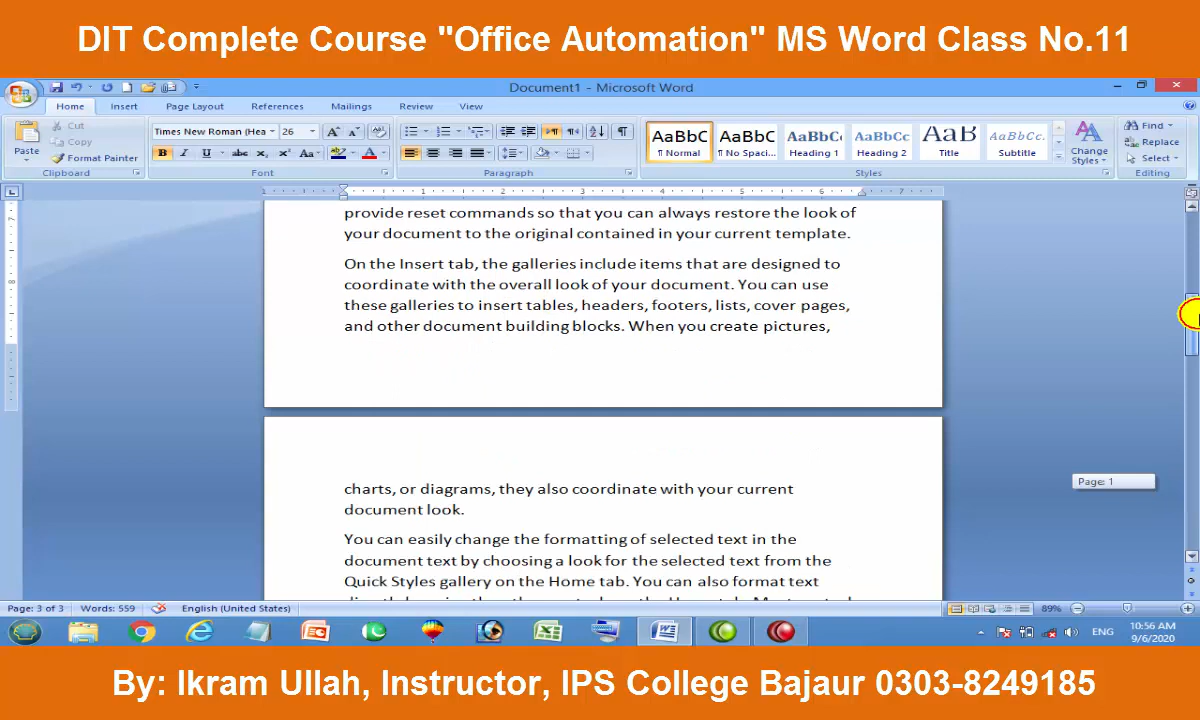 DIT Complete Course "Office Automation" MS Word Class No.11
Document1 - Microsoft Word
Home Insert Page Layout References Mailings Review View
Paste
Cut
Copy
Format Painter
Clipboard
Times New Roman (Hea 26
Font
Paragraph
AaBbC AaBbC AaBbC AaBbCc AaB AaBbCc.
¶ Normal ¶ No Spaci... Heading 1 Heading 2 Title Subtitle
Styles
Change
Styles
Find
Replace
Select
Editing
provide reset commands so that you can always restore the look of
your document to the original contained in your current template.
On the Insert tab, the galleries include items that are designed to
coordinate with the overall look of your document. You can use
these galleries to insert tables, headers, footers, lists, cover pages,
and other document building blocks. When you create pictures,
charts, or diagrams, they also coordinate with your current
document look.
You can easily change the formatting of selected text in the
document text by choosing a look for the selected text from the
Quick Styles gallery on the Home tab. You can also format text
Page: 1
Page: 3 of 3 Words: 559 English (United States) 89%
ENG
10:56 AM
9/6/2020
By: Ikram Ullah, Instructor, IPS College Bajaur 0303-8249185